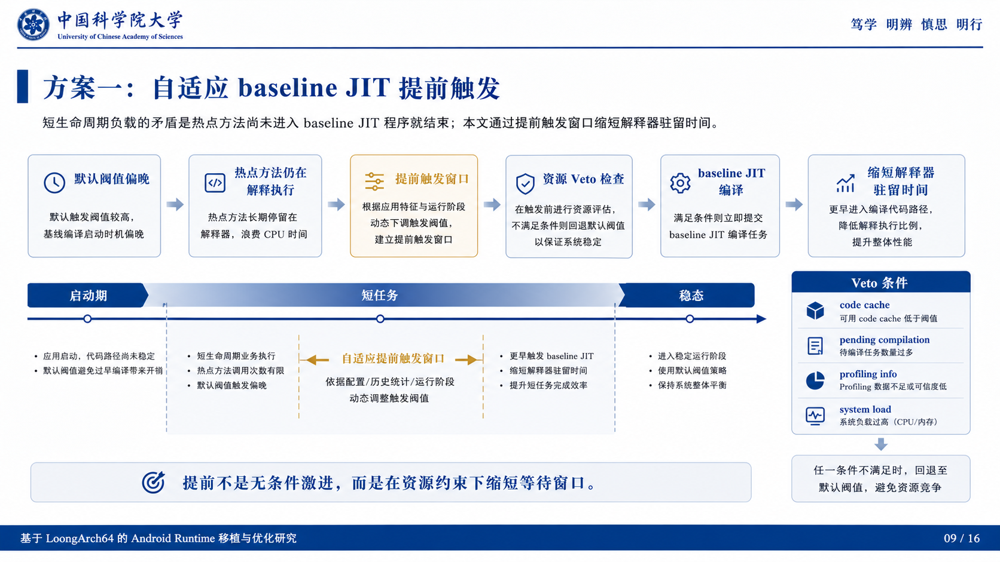 中国科学院大学
University of Chinese Academy of Sciences
笃学 明辨 慎思 明行
方案一：自适应 baseline JIT 提前触发
短生命周期负载的矛盾是热点方法尚未进入 baseline JIT 程序就结束；本文通过提前触发窗口缩短解释器驻留时间。
默认阀值偏晚
默认触发阀值较高，
基线编译启动时机偏晚
热点方法仍在
解释执行
热点方法长期停留在
解释器，浪费 CPU 时间
提前触发窗口
根据应用特征与运行阶段
动态下调触发阀值，
建立提前触发窗口
资源 Veto 检查
在触发前进行资源评估，
不满足条件则回退默认阀值
以保证系统稳定
baseline JIT
编译
满足条件则立即提交
baseline JIT 编译任务
缩短解释器
驻留时间
更早进入编译代码路径，
降低解释执行比例，
提升整体性能
启动期
短任务
稳态
• 应用启动，代码路径尚未稳定
• 默认阀值避免过早编译带来开销
• 短生命周期业务执行
• 热点方法调用次数有限
• 默认阀值触发偏晚
自适应提前触发窗口
依据配置/历史统计/运行阶段
动态调整触发阀值
• 更早触发 baseline JIT
• 缩短解释器驻留时间
• 提升短任务完成效率
• 进入稳定运行阶段
• 使用默认阀值策略
• 保持系统整体平衡
Veto 条件
code cache
可用 code cache 低于阀值
pending compilation
待编译任务数量过多
profiling info
Profiling 数据不足或可信度低
system load
系统负载过高（CPU/内存）
任一条件不满足时，回退至
默认阀值，避免资源竞争
提前不是无条件激进，而是在资源约束下缩短等待窗口。
基于 LoongArch64 的 Android Runtime 移植与优化研究
09 / 16